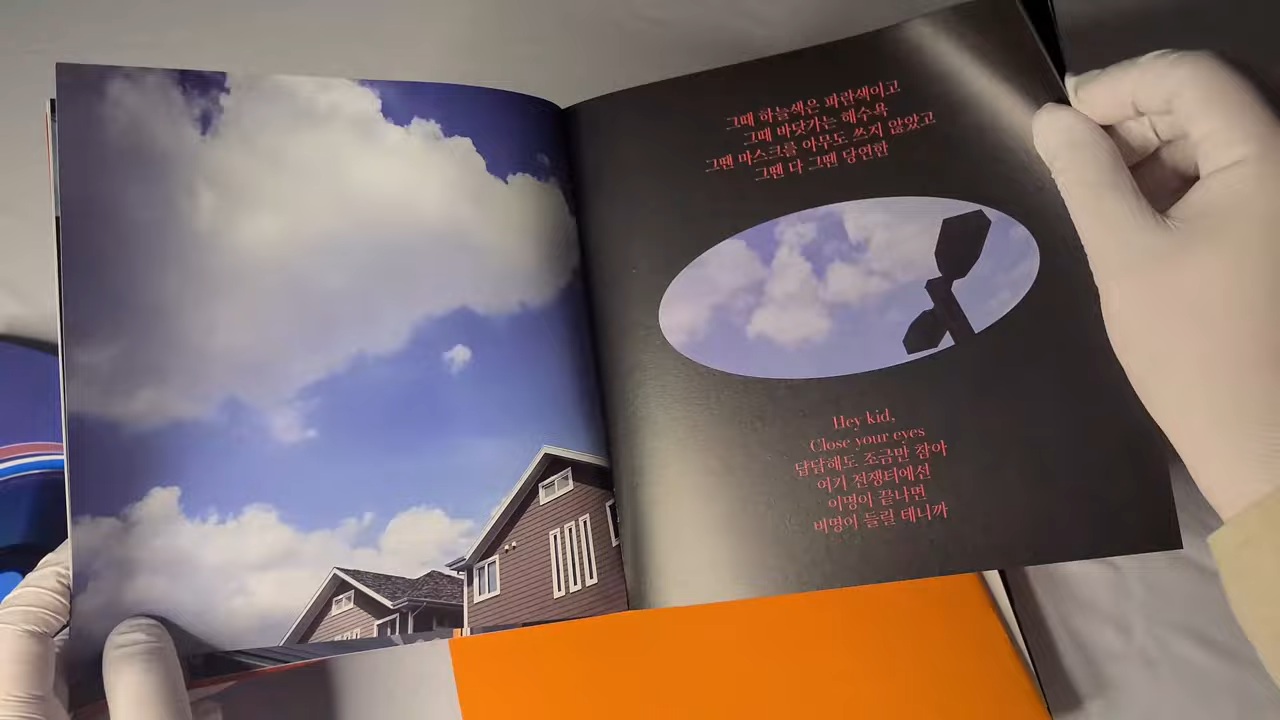 그때 하늘색은 파란색이고
그때 바닷가는 해수욕
그땐 마스크를 아무도 쓰지 않았고
그땐 다 그땐 당연한
Hey kid,
Close your eyes
답답해도 조금만 참아
여기 전쟁터에선
이명이 끝나면
비명이 들릴 테니까